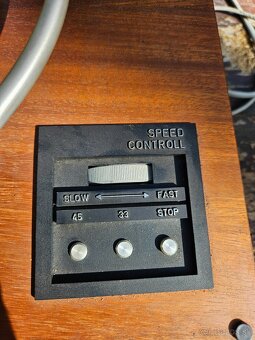 SPEED
CONTROLL
SLOW FAST
45 33 STOP